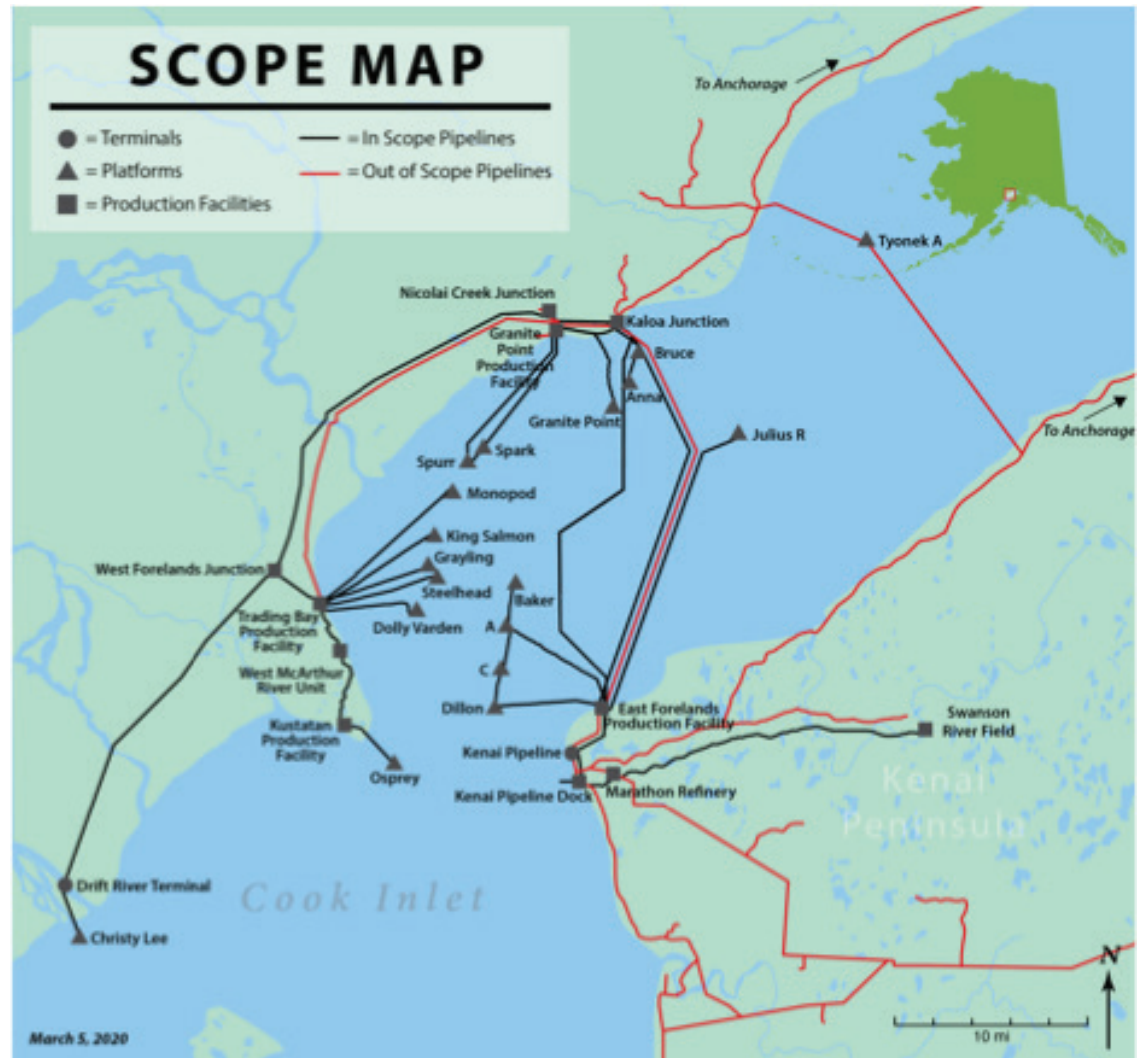 SCOPE MAP
= Terminals
= In Scope Pipelines
= Platforms
= Out of Scope Pipelines
= Production Facilities
To Anchorage
Tyonek A
Nicolai Creek Junction
Kaloa Junction
Granite
Point
Production
Facility
Bruce
Anna
Granite Point
Julius R
To Anchorage
Spark
Spurr
Monopod
King Salmon
Grayling
West Forelands Junction
Steelhead
Baker
Trading Bay
Production
Facility
Dolly Varden
A
West McArthur
River Unit
C
Dillon
East Forelands
Production Facility
Swanson
River Field
Kustatan
Production
Facility
Kenai Pipeline
Osprey
Kenai Pipeline Dock
Marathon Refinery
Kenai
Peninsula
Drift River Terminal
Cook Inlet
Christy Lee
N
March 5, 2020
10 mi